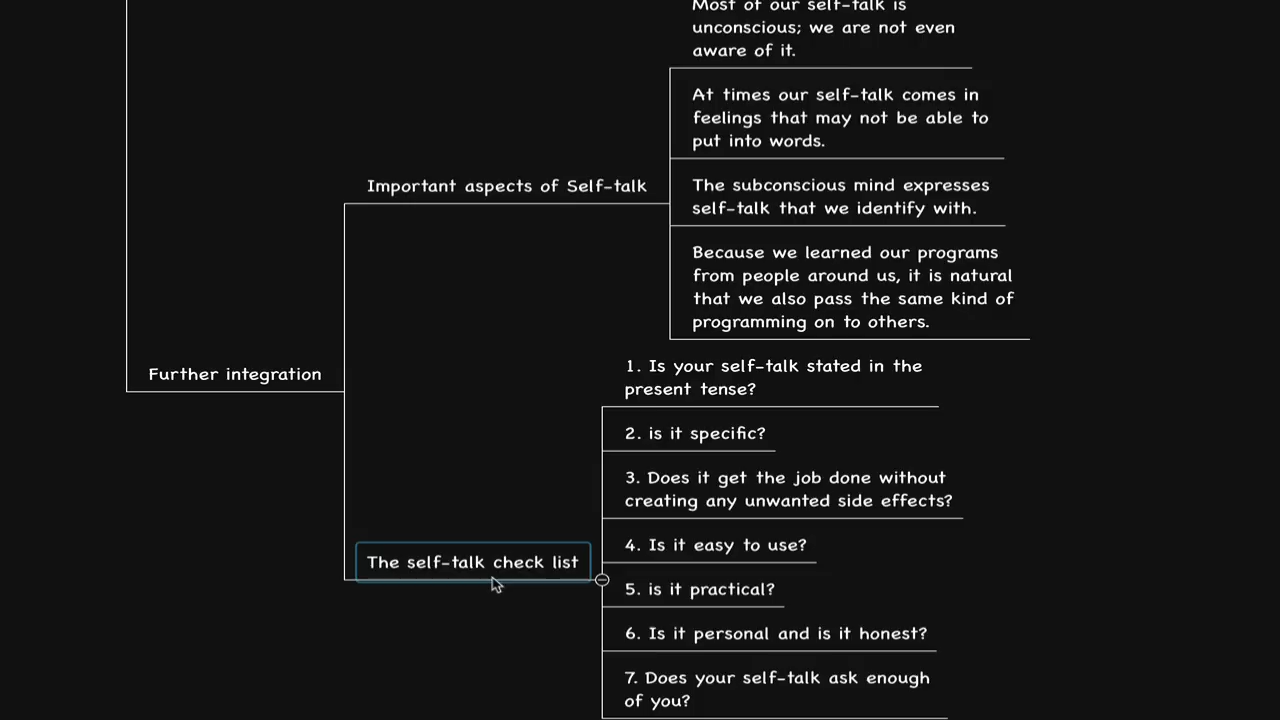 Most of our self-talk is
unconscious; we are not even
aware of it.
At times our self-talk comes in
feelings that may not be able to
put into words.
Important aspects of Self-talk
The subconscious mind expresses
self-talk that we identify with.
Because we learned our programs
from people around us, it is natural
that we also pass the same kind of
programming on to others.
Further integration
1. Is your self-talk stated in the
present tense?
2. is it specific?
3. Does it get the job done without
creating any unwanted side effects?
The self-talk check list
4. Is it easy to use?
5. is it practical?
6. Is it personal and is it honest?
7. Does your self-talk ask enough
of you?